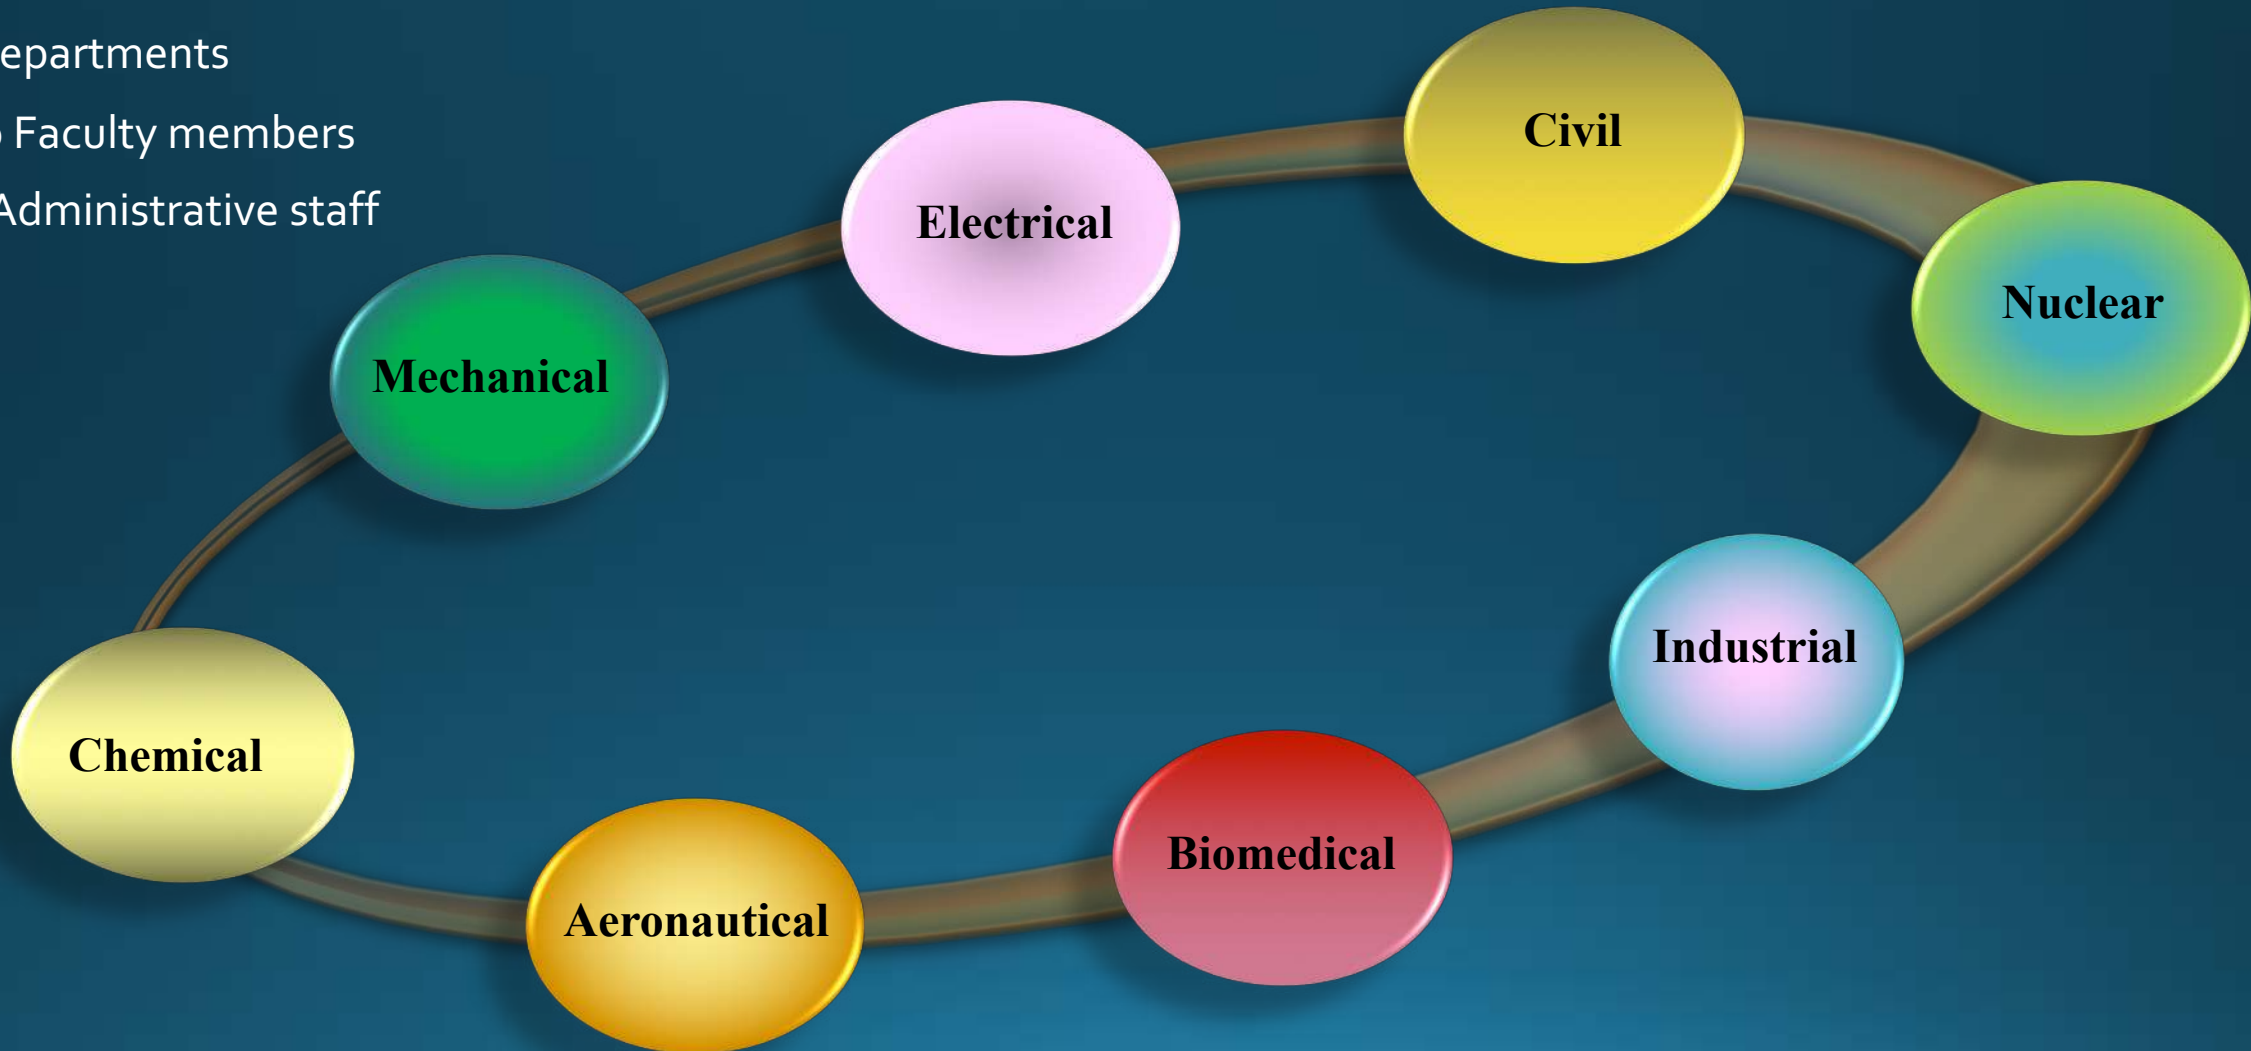 epartments
Faculty members
Administrative staff
Civil
Electrical
Nuclear
Mechanical
Industrial
Chemical
Biomedical
Aeronautical